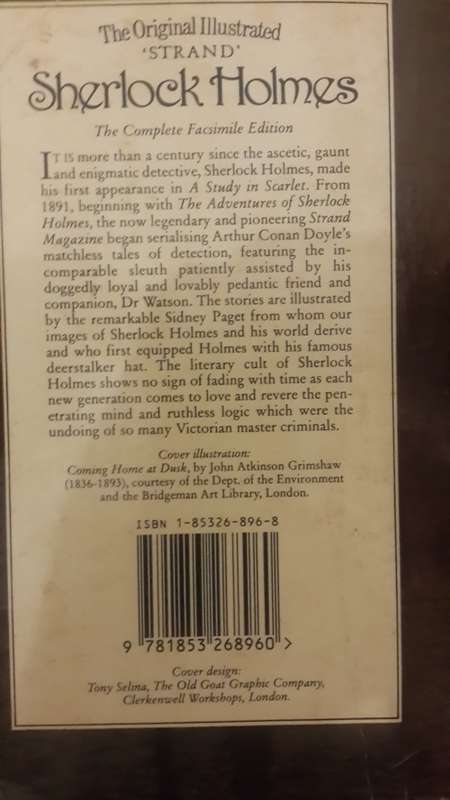 The Original Illustrated
'STRAND'
Sherlock Holmes
The Complete Facsimile Edition
IT IS more than a century since the ascetic, gaunt
and enigmatic detective, Sherlock Holmes, made
his first appearance in A Study in Scarlet. From
1891, beginning with The Adventures of Sherlock
Holmes, the now legendary and pioneering Strand
Magazine began serialising Arthur Conan Doyle's
matchless tales of detection, featuring the in-
comparable sleuth patiently assisted by his
doggedly loyal and lovably pedantic friend and
companion, Dr Watson. The stories are illustrated
by the remarkable Sidney Paget from whom our
images of Sherlock Holmes and his world derive
and who first equipped Holmes with his famous
deerstalker hat. The literary cult of Sherlock
Holmes shows no sign of fading with time as each
new generation comes to love and revere the pen-
etrating mind and ruthless logic which were the
undoing of so many Victorian master criminals.
Cover illustration:
Coming Home at Dusk, by John Atkinson Grimshaw
(1836-1893), courtesy of the Dept. of the Environment
and the Bridgeman Art Library, London.
ISBN 1-85326-896-8
9 781853 268960 >
Cover design:
Tony Selina, The Old Goat Graphic Company,
Clerkenwell Workshops, London.